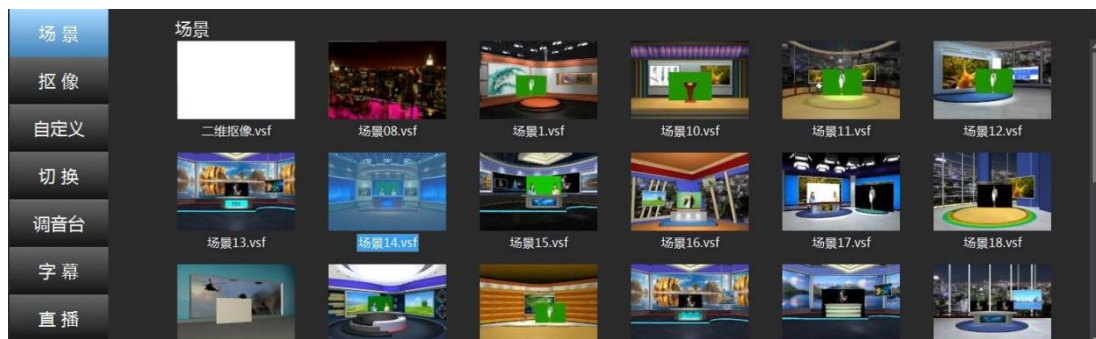 场景
抠像
自定义
切换
调音台
字幕
直播
场景
二维抠像.vsf
场景08.vsf
场景1.vsf
场景10.vsf
场景11.vsf
场景12.vsf
场景13.vsf
场景14.vsf
场景15.vsf
场景16.vsf
场景17.vsf
场景18.vsf